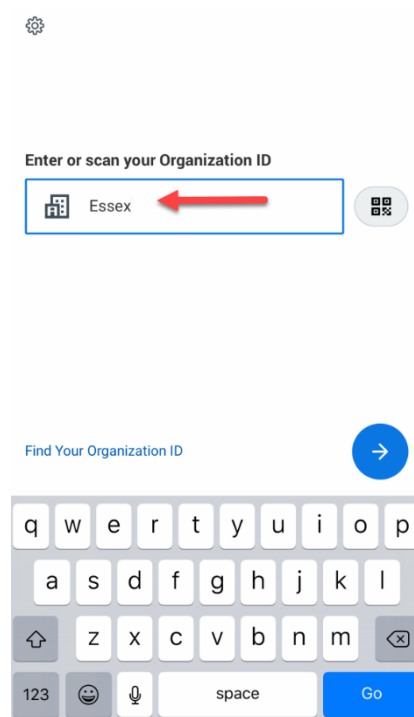 Enter or scan your Organization ID
Essex
Find Your Organization ID
q w e r t y u i o p
a s d f g h j k l
z x c v b n m
123 space Go